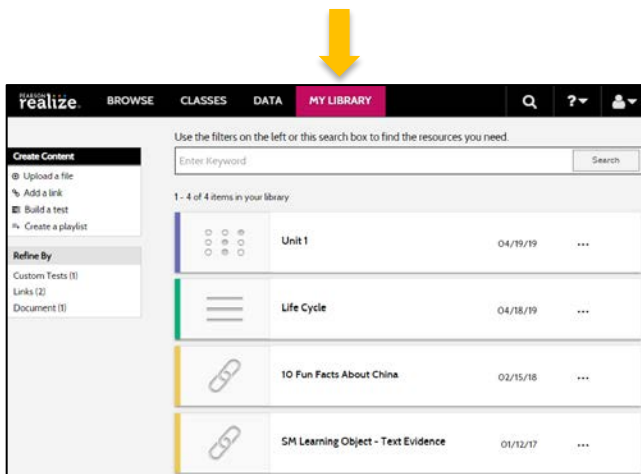 PEARSON
realize. BROWSE CLASSES DATA MY LIBRARY ?
Use the filters on the left or this search box to find the resources you need.
Create Content
Upload a file
Add a link
Build a test
Create a playlist
Refine By
Custom Tests (1)
Links (2)
Document (1)
Enter Keyword Search
1 - 4 of 4 items in your library
Unit 1 04/19/19 ...
Life Cycle 04/18/19 ...
10 Fun Facts About China 02/15/18 ...
SM Learning Object - Text Evidence 01/12/17 ...